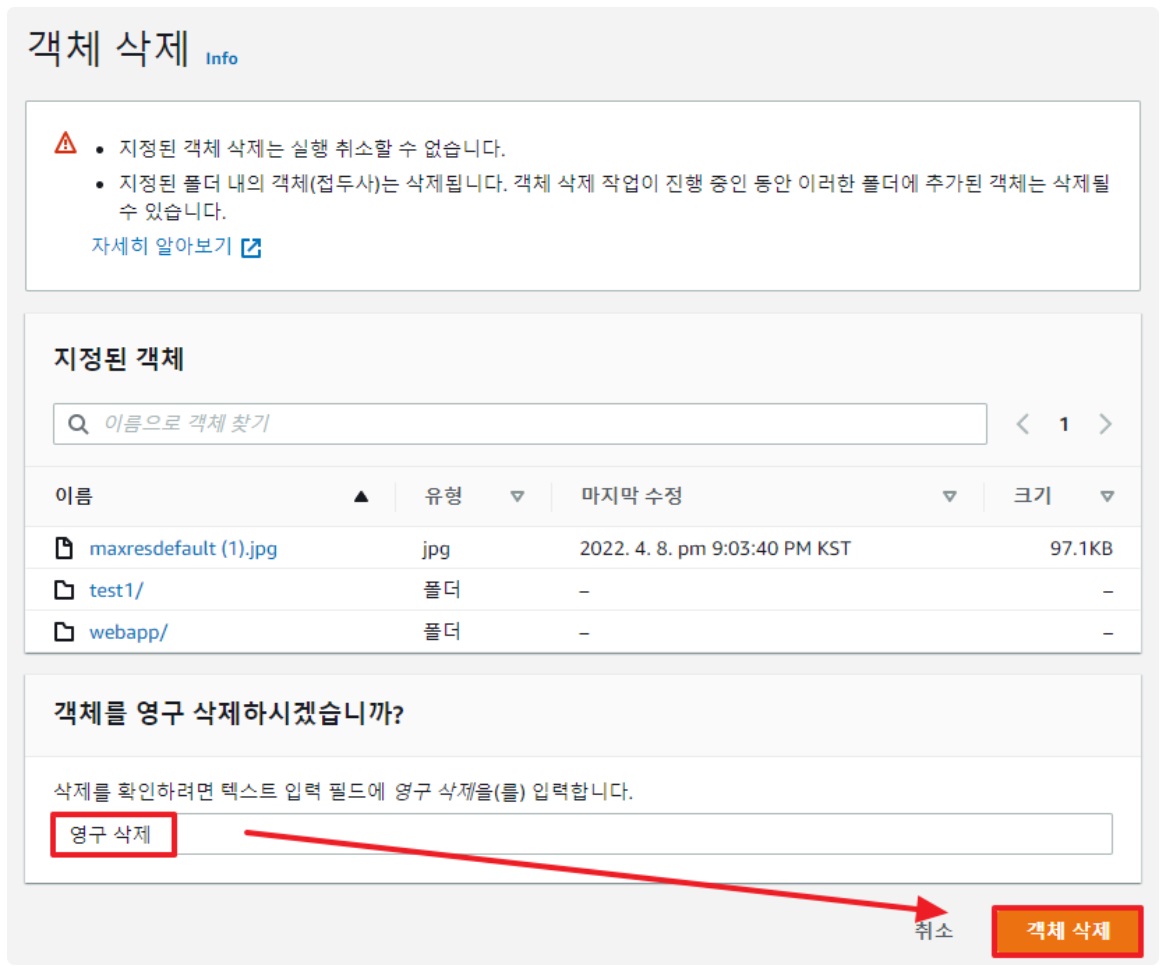 객체 삭제 Info
지정된 객체 삭제는 실행 취소할 수 없습니다.
지정된 폴더 내의 객체(접두사)는 삭제됩니다. 객체 삭제 작업이 진행 중인 동안 이러한 폴더에 추가된 객체는 삭제될
수 있습니다.
자세히 알아보기
지정된 객체
이름으로 객체 찾기 1
이름 유형 마지막 수정 크기
maxresdefault (1).jpg jpg 2022. 4. 8. pm 9:03:40 PM KST 97.1KB
test1/ 폴더 – –
webapp/ 폴더 – –
객체를 영구 삭제하시겠습니까?
삭제를 확인하려면 텍스트 입력 필드에 영구 삭제을(를) 입력합니다.
영구 삭제
취소 객체 삭제